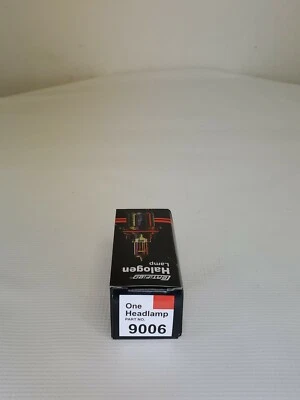 Halogen
Lamp
One
Headlamp
PART NO.
9006